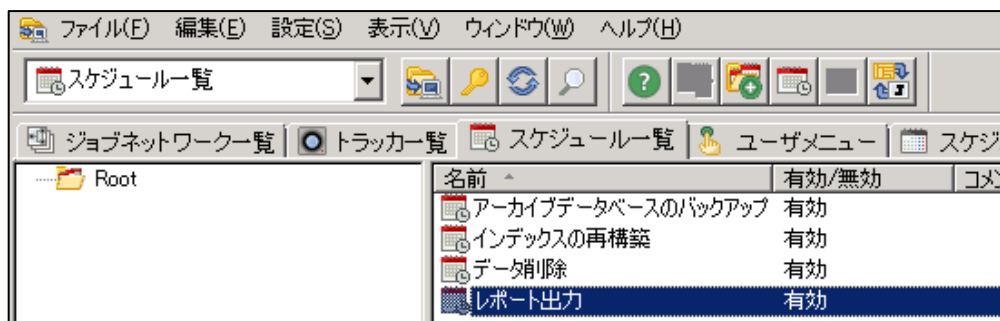 ファイル(F) 編集(E) 設定(S) 表示(V) ウィンドウ(W) ヘルプ(H)
スケジュール一覧
ジョブネットワーク一覧 トラッカ一覧 スケジュール一覧 ユーザメニュー スケジ
Root 名前 有効/無効 コメン
アーカイブデータベースのバックアップ 有効
インデックスの再構築 有効
データ削除 有効
レポート出力 有効